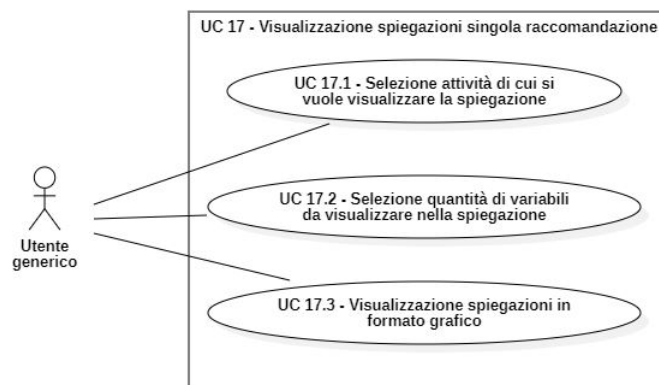 UC 17 - Visualizzazione spiegazioni singola raccomandazione
UC 17.1 - Selezione attività di cui si
vuole visualizzare la spiegazione
UC 17.2 - Selezione quantità di variabili
da visualizzare nella spiegazione
Utente
generico
UC 17.3 - Visualizzazione spiegazioni in
formato grafico